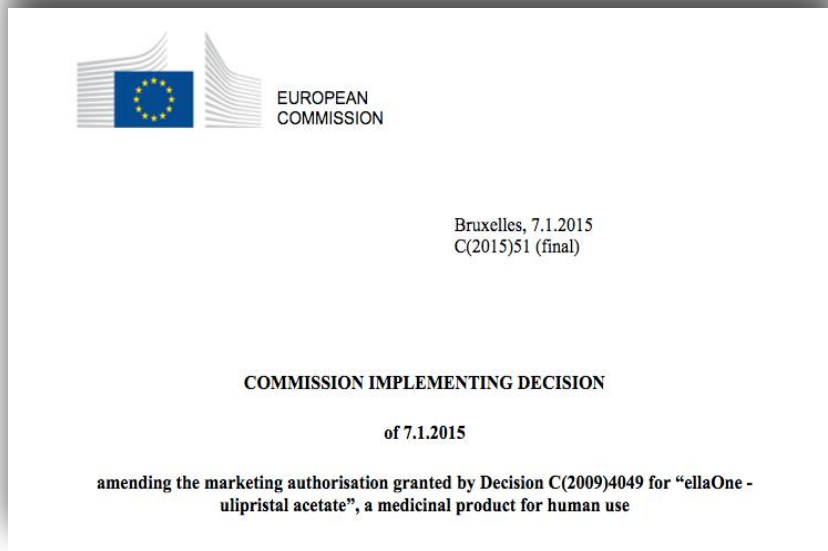 EUROPEAN
COMMISSION
Bruxelles, 7.1.2015
C(2015)51 (final)
COMMISSION IMPLEMENTING DECISION
of 7.1.2015
amending the marketing authorisation granted by Decision C(2009)4049 for “ellaOne -
ulipristal acetate”, a medicinal product for human use